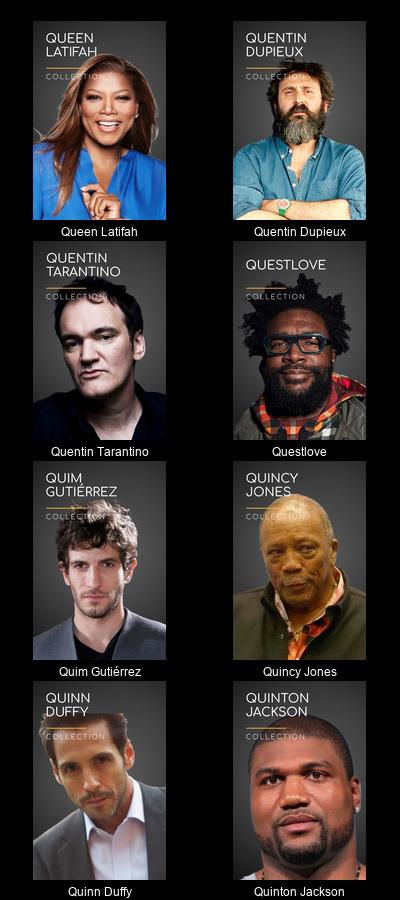 QUEEN
LATIFAH
COLLECTION
Queen Latifah
QUENTIN
DUPIEUX
COLLECTION
Quentin Dupieux
QUENTIN
TARANTINO
COLLECTION
Quentin Tarantino
QUESTLOVE
COLLECTION
Questlove
QUIM
GUTIÉRREZ
COLLECTION
Quim Gutiérrez
QUINCY
JONES
COLLECTION
Quincy Jones
QUINN
DUFFY
COLLECTION
Quinn Duffy
QUINTON
JACKSON
COLLECTION
Quinton Jackson